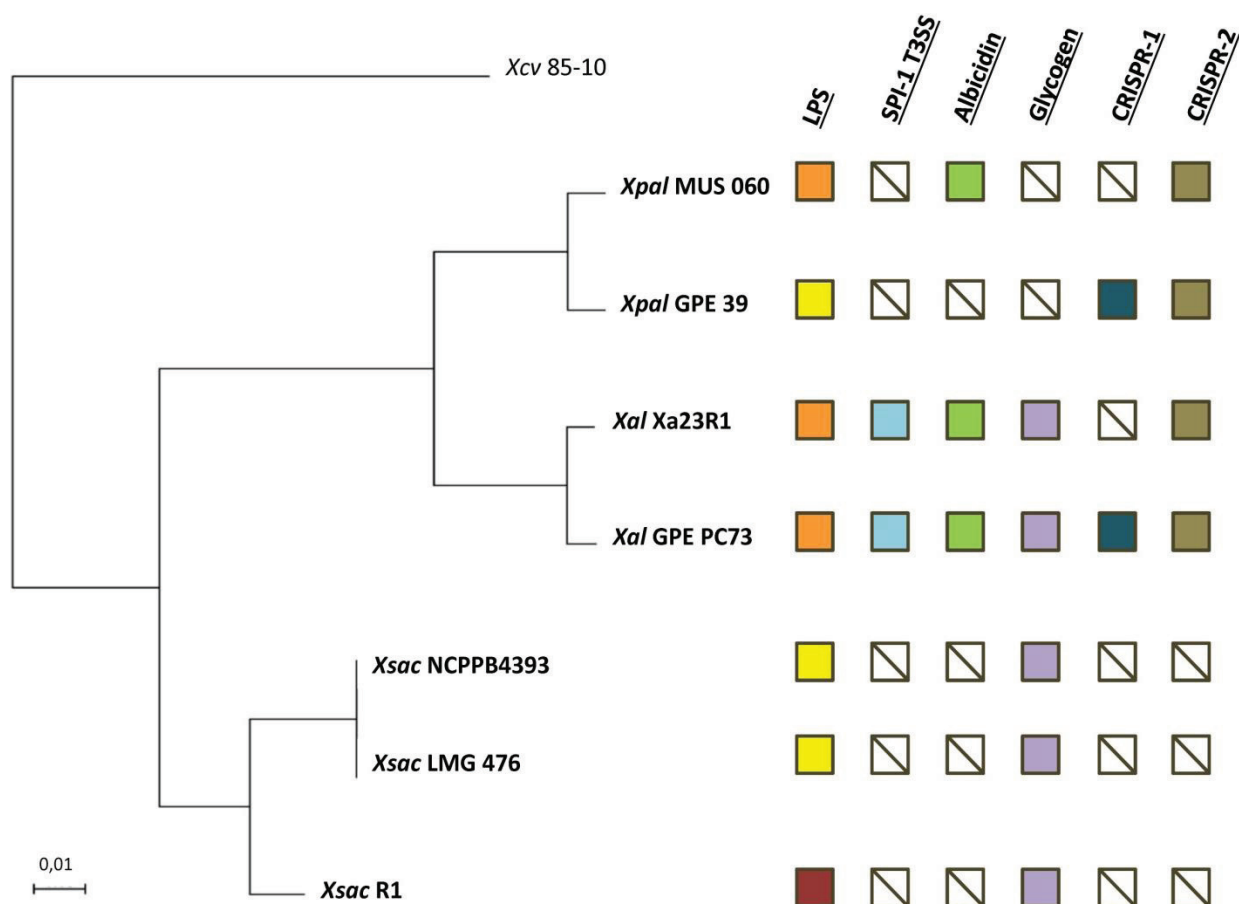 LPS
SPI-1 T3SS
Albicidin
Glycogen
CRISPR-1
CRISPR-2
Xcv 85-10
Xpal MUS 060
Xpal GPE 39
Xal Xa23R1
Xal GPE PC73
Xsac NCPPB4393
Xsac LMG 476
Xsac R1
0,01